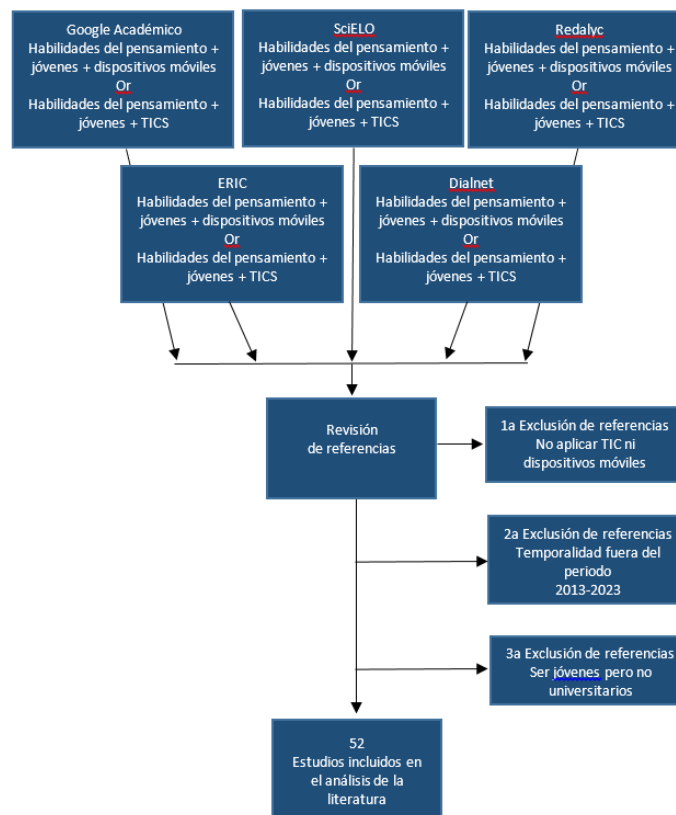 Google Académico
Habilidades del pensamiento +
jóvenes + dispositivos móviles
Or
Habilidades del pensamiento +
jóvenes + TICS
SciELO
Habilidades del pensamiento +
jóvenes + dispositivos móviles
Or
Habilidades del pensamiento +
jóvenes + TICS
Redalyc
Habilidades del pensamiento +
jóvenes + dispositivos móviles
Or
Habilidades del pensamiento +
jóvenes + TICS
ERIC
Habilidades del pensamiento +
jóvenes + dispositivos móviles
Or
Habilidades del pensamiento +
jóvenes + TICS
Dialnet
Habilidades del pensamiento +
jóvenes + dispositivos móviles
Or
Habilidades del pensamiento +
jóvenes + TICS
Revisión
de referencias
1a Exclusión de referencias
No aplicar TIC ni
dispositivos móviles
2a Exclusión de referencias
Temporalidad fuera del
periodo
2013-2023
3a Exclusión de referencias
Ser jóvenes pero no
universitarios
52
Estudios incluidos en
el análisis de la
literatura